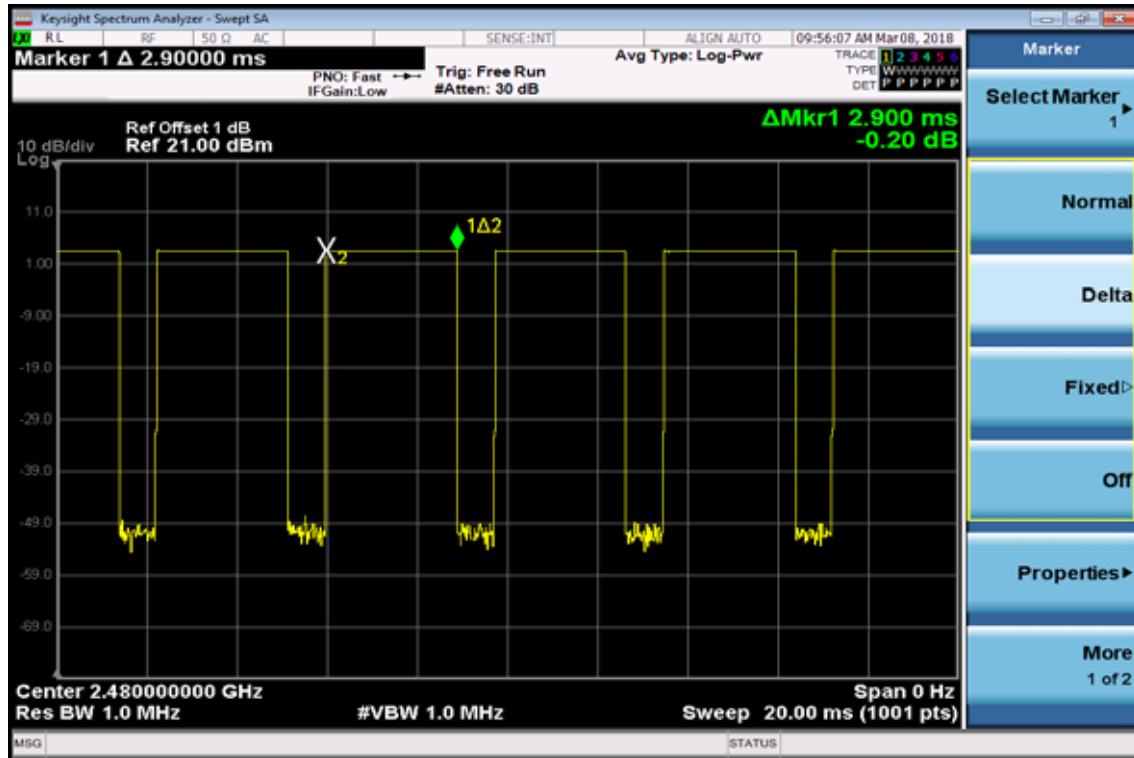 Keysight Spectrum Analyzer - Swept SA
LXI RL RF 50 Ω AC SENSE:INT ALIGN AUTO 09:56:07 AM Mar 08, 2018
Marker 1 Δ 2.90000 ms
PNO: Fast
IFGain:Low
Trig: Free Run
#Atten: 30 dB
Avg Type: Log-Pwr
TRACE 1 2 3 4 5 6
TYPE WWWWWWW
DET P P P P P P
ΔMkr1 2.900 ms
-0.20 dB
Ref Offset 1 dB
10 dB/div Ref 21.00 dBm
Log
11.0
1.00
-9.00
-19.0
-29.0
-39.0
-49.0
-59.0
-69.0
X2
1Δ2
Center 2.480000000 GHz Span 0 Hz
Res BW 1.0 MHz #VBW 1.0 MHz Sweep 20.00 ms (1001 pts)
MSG STATUS
Marker
Select Marker
1
Normal
Delta
Fixed
Off
Properties
More
1 of 2